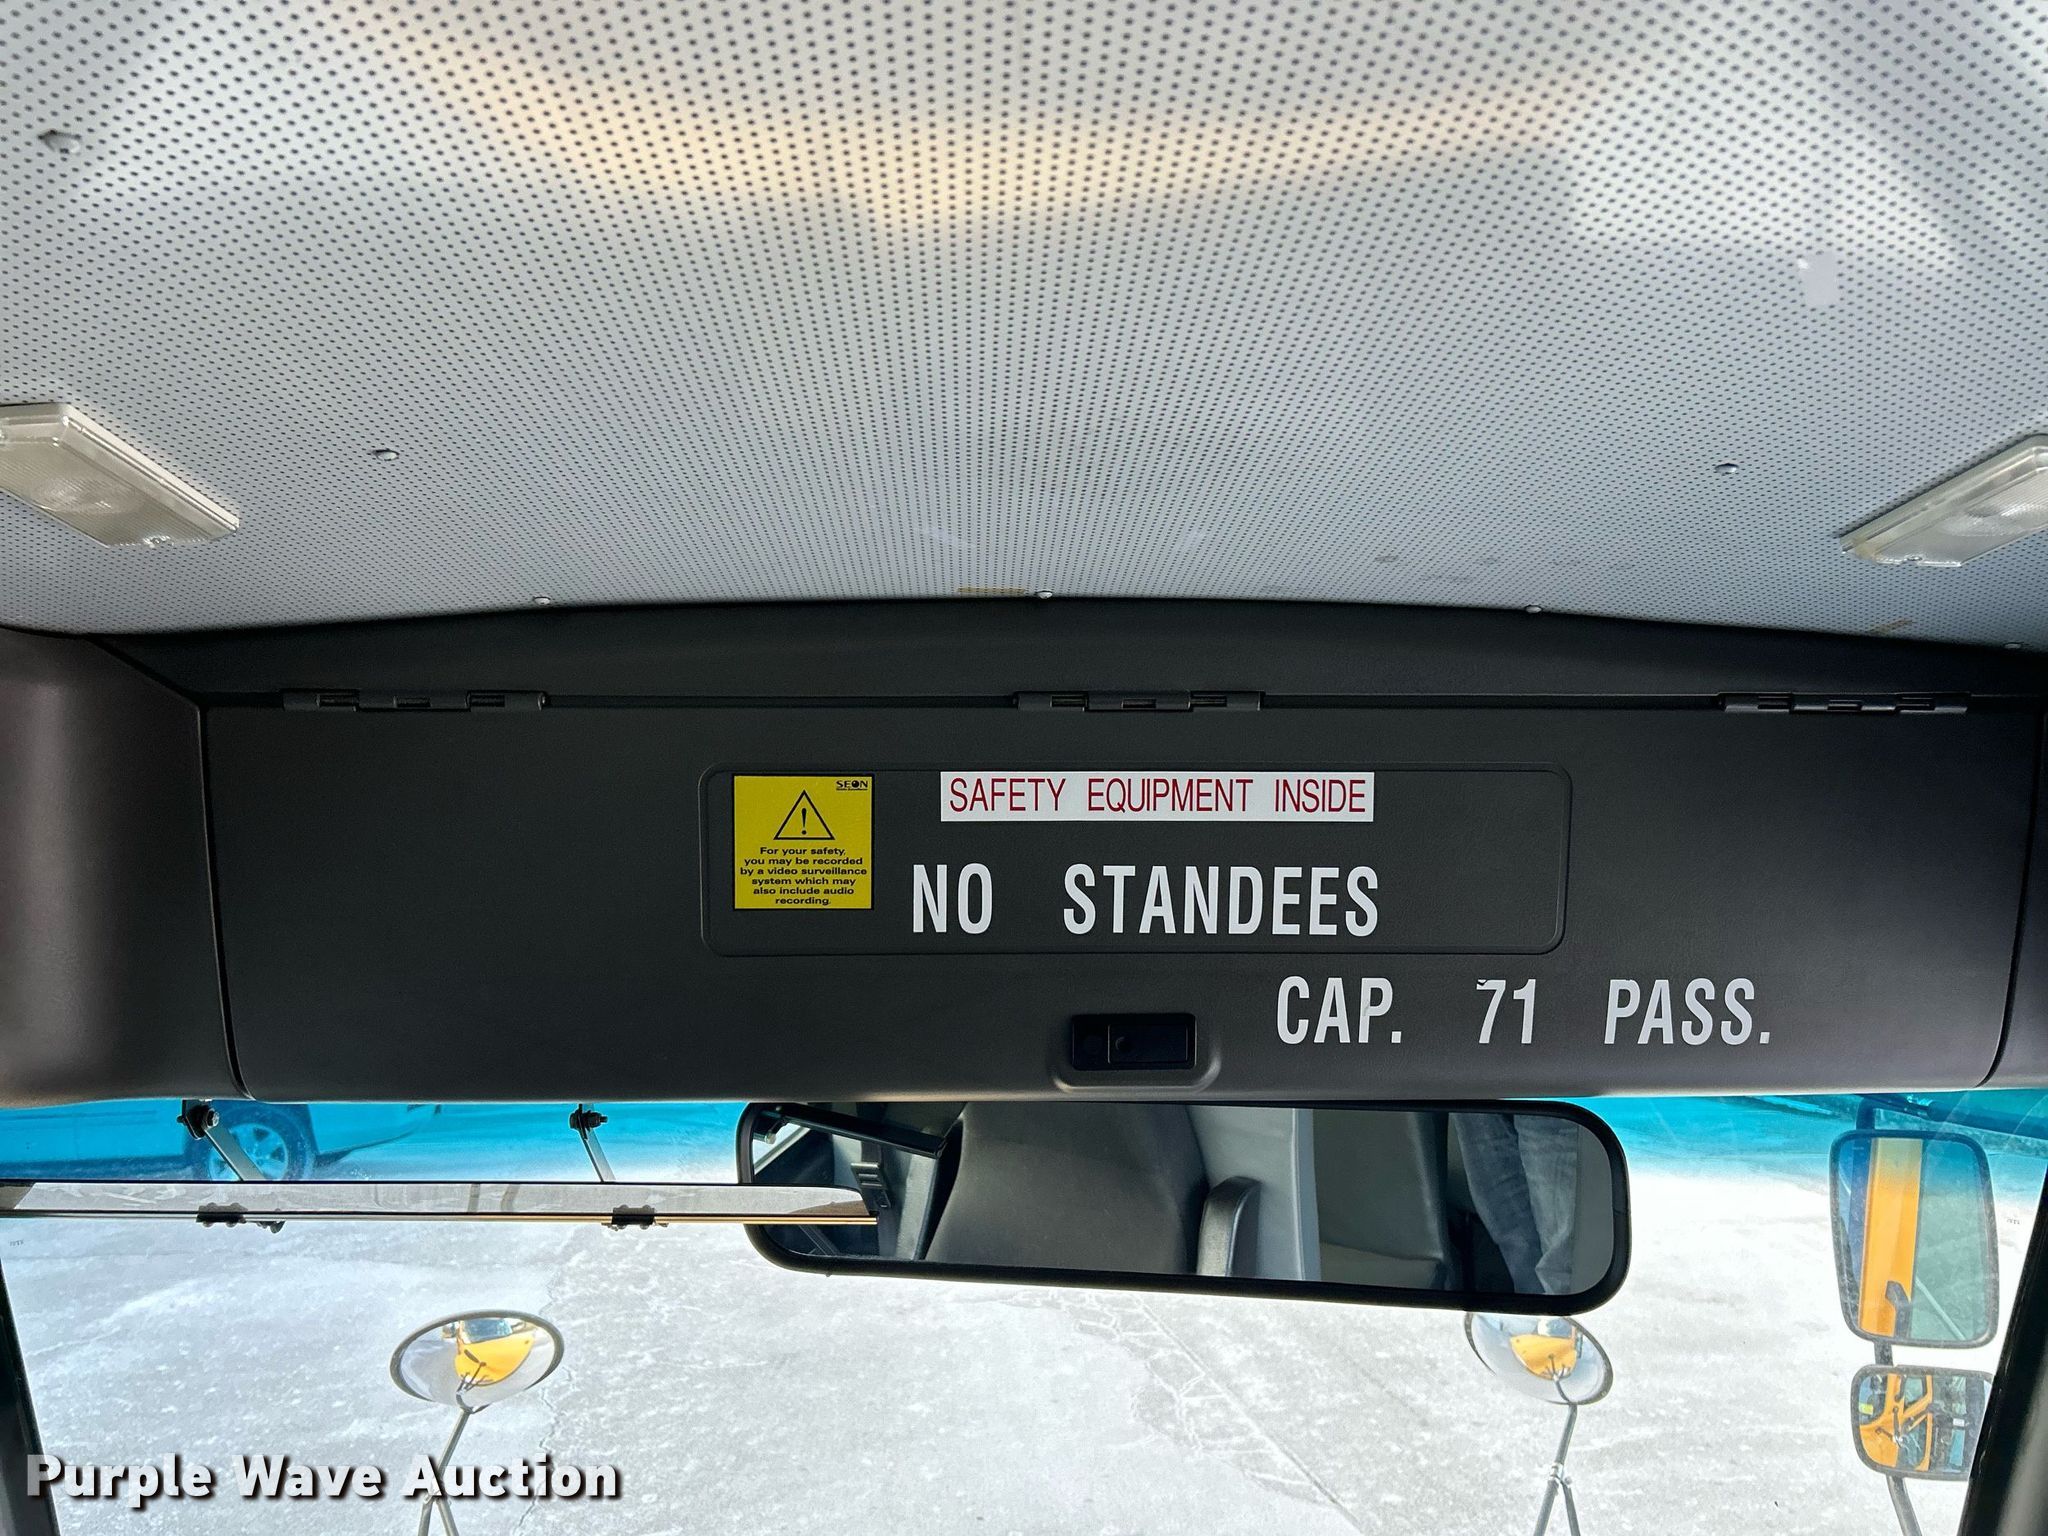 SEON
For your safety,
you may be recorded
by a video surveillance
system which may
also include audio
recording.
SAFETY EQUIPMENT INSIDE
NO STANDEES
CAP. 71 PASS.
Purple Wave Auction